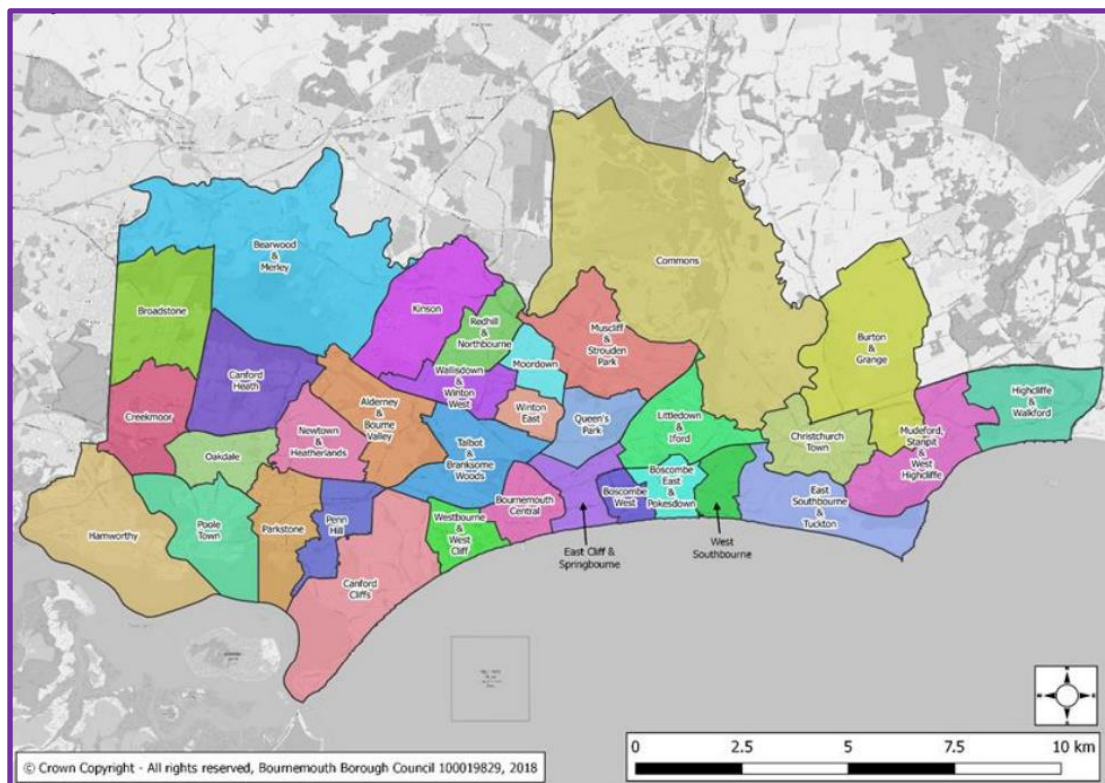 Bearwood
&
Merley
Commons
Broadstone
Kinson
Redhill
&
Northbourne
Muscliff
&
Strouden
Park
Burton
&
Grange
Moordown
Canford
Heath
Wallisdown
&
Winton
West
Highcliffe
&
Walkford
Creekmoor
Alderney
&
Bourne
Valley
Winton
East
Queen's
Park
Littledown
&
Iford
Christchurch
Town
Mudeford,
Stanpit
&
West
Highcliffe
Newtown
&
Heatherlands
Oakdale
Talbot
&
Branksome
Woods
Boscombe
East
&
Pokesdown
Bournemouth
Central
Boscombe
West
East
Southbourne
&
Tuckton
Hamworthy
Poole
Town
Parkstone
Penn
Hill
Westbourne
&
West
Cliff
East Cliff &
Springbourne
West
Southbourne
Canford
Cliffs
0 2.5 5 7.5 10 km
© Crown Copyright - All rights reserved, Bournemouth Borough Council 100019829, 2018